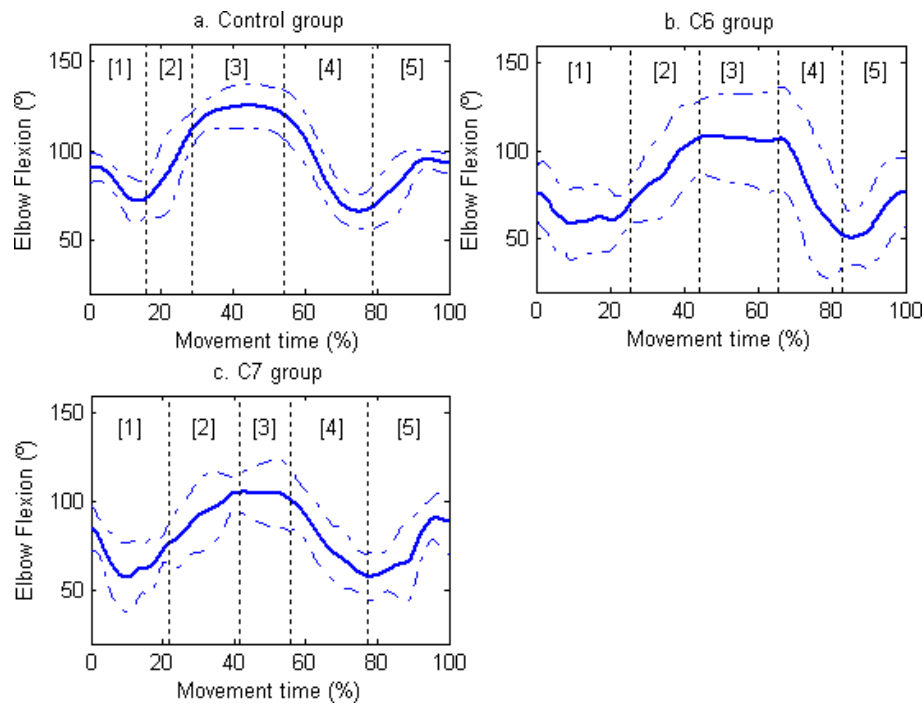 a. Control group
150
100
50
Elbow Flexion (º)
[1] [2] [3] [4] [5]
0 20 40 60 80 100
Movement time (%)
b. C6 group
150
100
50
Elbow Flexion (º)
[1] [2] [3] [4] [5]
0 20 40 60 80 100
Movement time (%)
c. C7 group
150
100
50
Elbow Flexion (º)
[1] [2] [3] [4] [5]
0 20 40 60 80 100
Movement time (%)